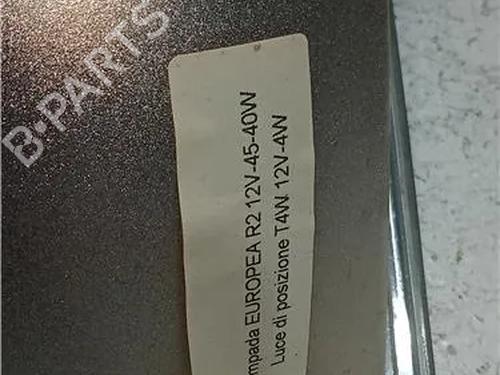 B·PARTS
mpada EUROPEA R2 12V-45-40W
Luce di posizione T4W 12V-4W